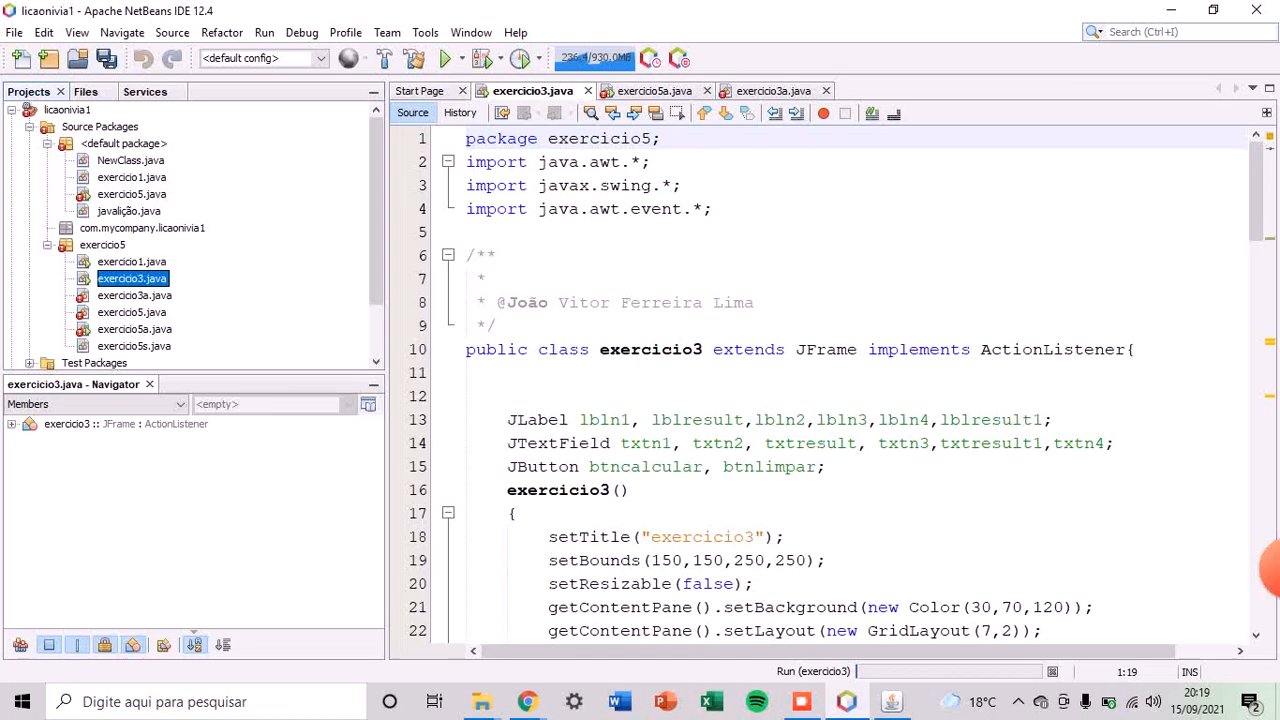 licaonivia1 - Apache NetBeans IDE 12.4
File Edit View Navigate Source Refactor Run Debug Profile Team Tools Window Help
Search (Ctrl+I)
<default config>
236.4/930.0MB
Projects Files Services
licaonivia1
Source Packages
<default package>
NewClass.java
exercicio1.java
exercicio5.java
javalição.java
com.mycompany.licaonivia1
exercicio5
exercicio1.java
exercicio3.java
exercicio3a.java
exercicio5.java
exercicio5a.java
exercicio5s.java
Test Packages
exercicio3.java - Navigator
Members <empty>
exercicio3 :: JFrame : ActionListener
Start Page exercicio3.java exercicio5a.java exercicio3a.java
Source History
1 package exercicio5;
2 import java.awt.*;
3 import javax.swing.*;
4 import java.awt.event.*;
5
6 /**
7 *
8 * @João Vitor Ferreira Lima
9 */
10 public class exercicio3 extends JFrame implements ActionListener{
11
12
13 JLabel lbln1, lblresult,lbln2,lbln3,lbln4,lblresult1;
14 JTextField txtn1, txtn2, txtresult, txtn3,txtresult1,txtn4;
15 JButton btncalcular, btnlimpar;
16 exercicio3()
17 {
18 setTitle("exercicio3");
19 setBounds(150,150,250,250);
20 setResizable(false);
21 getContentPane().setBackground(new Color(30,70,120));
22 getContentPane().setLayout(new GridLayout(7,2));
Run (exercicio3) 1:19 INS
Digite aqui para pesquisar
18°C
20:19
15/09/2021
2